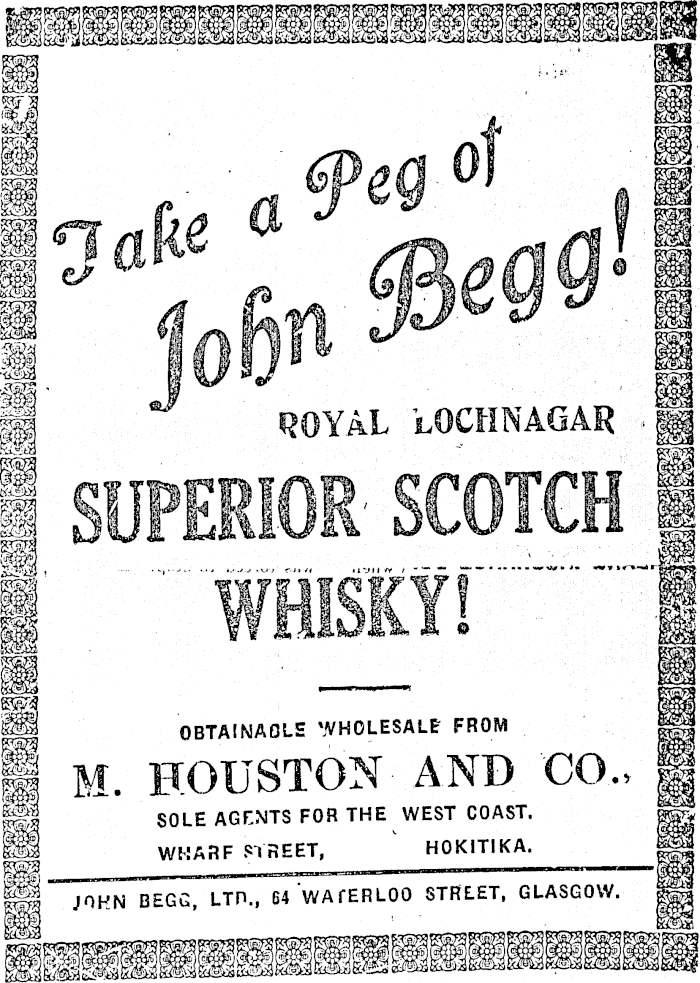 Take a Peg of
John Begg!
ROYAL LOCHNAGAR
SUPERIOR SCOTCH
WHISKY!
OBTAINABLE WHOLESALE FROM
M. HOUSTON AND CO.,
SOLE AGENTS FOR THE WEST COAST.
WHARF STREET, HOKITIKA.
JOHN BEGG, LTD., 64 WATERLOO STREET, GLASGOW.